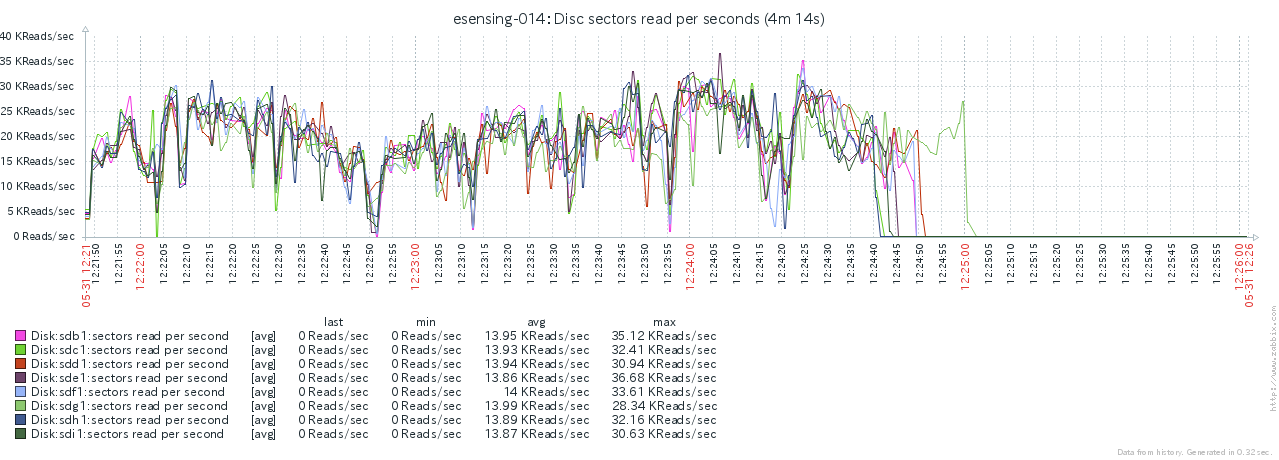 esensing-014: Disc sectors read per seconds (4m 14s)
40 KReads/sec
35 KReads/sec
30 KReads/sec
25 KReads/sec
20 KReads/sec
15 KReads/sec
10 KReads/sec
5 KReads/sec
0 Reads/sec
05-31 12:21
12:21:50
12:21:55
12:22:00
12:22:05
12:22:10
12:22:15
12:22:20
12:22:25
12:22:30
12:22:35
12:22:40
12:22:45
12:22:50
12:22:55
12:23:00
12:23:05
12:23:10
12:23:15
12:23:20
12:23:25
12:23:30
12:23:35
12:23:40
12:23:45
12:23:50
12:23:55
12:24:00
12:24:05
12:24:10
12:24:15
12:24:20
12:24:25
12:24:30
12:24:35
12:24:40
12:24:45
12:24:50
12:24:55
12:25:00
12:25:05
12:25:10
12:25:15
12:25:20
12:25:25
12:25:30
12:25:35
12:25:40
12:25:45
12:25:50
12:25:55
12:26:00
05-31 12:26
last min avg max
Disk:sdb1:sectors read per second [avg] 0 Reads/sec 0 Reads/sec 13.95 KReads/sec 35.12 KReads/sec
Disk:sdc1:sectors read per second [avg] 0 Reads/sec 0 Reads/sec 13.93 KReads/sec 32.41 KReads/sec
Disk:sdd1:sectors read per second [avg] 0 Reads/sec 0 Reads/sec 13.94 KReads/sec 30.94 KReads/sec
Disk:sde1:sectors read per second [avg] 0 Reads/sec 0 Reads/sec 13.86 KReads/sec 36.68 KReads/sec
Disk:sdf1:sectors read per second [avg] 0 Reads/sec 0 Reads/sec 14 KReads/sec 33.61 KReads/sec
Disk:sdg1:sectors read per second [avg] 0 Reads/sec 0 Reads/sec 13.99 KReads/sec 28.34 KReads/sec
Disk:sdh1:sectors read per second [avg] 0 Reads/sec 0 Reads/sec 13.89 KReads/sec 32.16 KReads/sec
Disk:sdi1:sectors read per second [avg] 0 Reads/sec 0 Reads/sec 13.87 KReads/sec 30.63 KReads/sec
http://www.zabbix.com
Data from history. Generated in 0.32 sec.